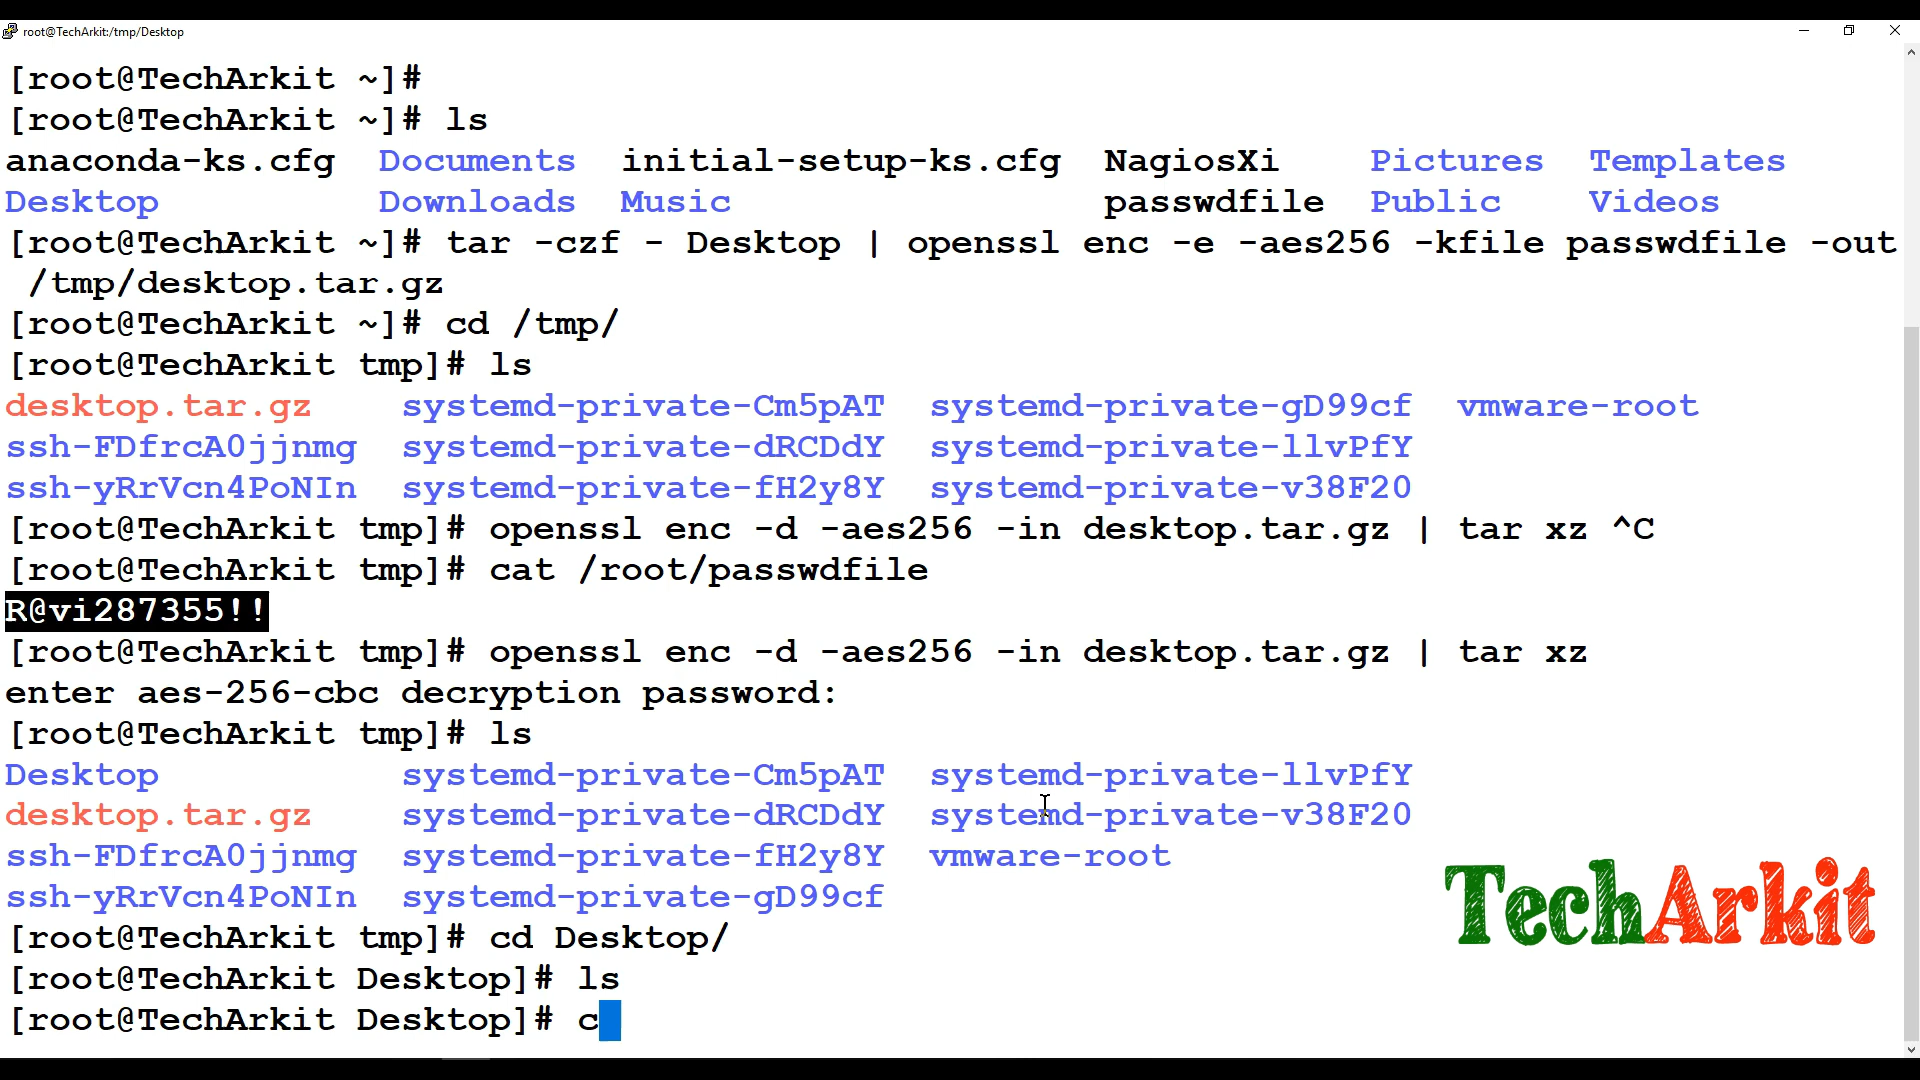 root@TechArkit:/tmp/Desktop
[root@TechArkit ~]#
[root@TechArkit ~]# ls
anaconda-ks.cfg  Documents  initial-setup-ks.cfg  NagiosXi    Pictures  Templates
Desktop          Downloads  Music                 passwdfile  Public    Videos
[root@TechArkit ~]# tar -czf - Desktop | openssl enc -e -aes256 -kfile passwdfile -out
 /tmp/desktop.tar.gz
[root@TechArkit ~]# cd /tmp/
[root@TechArkit tmp]# ls
desktop.tar.gz    systemd-private-Cm5pAT  systemd-private-gD99cf  vmware-root
ssh-FDfrcA0jjnmg  systemd-private-dRCDdY  systemd-private-llvPfY
ssh-yRrVcn4PoNIn  systemd-private-fH2y8Y  systemd-private-v38F20
[root@TechArkit tmp]# openssl enc -d -aes256 -in desktop.tar.gz | tar xz ^C
[root@TechArkit tmp]# cat /root/passwdfile
R@vi287355!!
[root@TechArkit tmp]# openssl enc -d -aes256 -in desktop.tar.gz | tar xz
enter aes-256-cbc decryption password:
[root@TechArkit tmp]# ls
Desktop           systemd-private-Cm5pAT  systemd-private-llvPfY
desktop.tar.gz    systemd-private-dRCDdY  systemd-private-v38F20
ssh-FDfrcA0jjnmg  systemd-private-fH2y8Y  vmware-root
ssh-yRrVcn4PoNIn  systemd-private-gD99cf
[root@TechArkit tmp]# cd Desktop/
[root@TechArkit Desktop]# ls
[root@TechArkit Desktop]# c
TechArkit